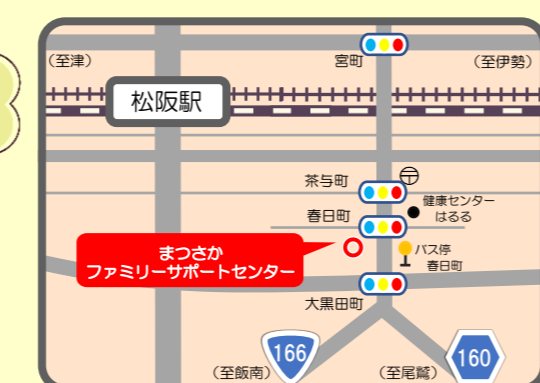 （至津）
宮町
（至伊勢）
松阪駅
茶与町
〒
健康センター
はるる
春日町
まつさか
ファミリーサポートセンター
バス停
春日町
大黒田町
166
160
（至飯南）
（至尾鷲）